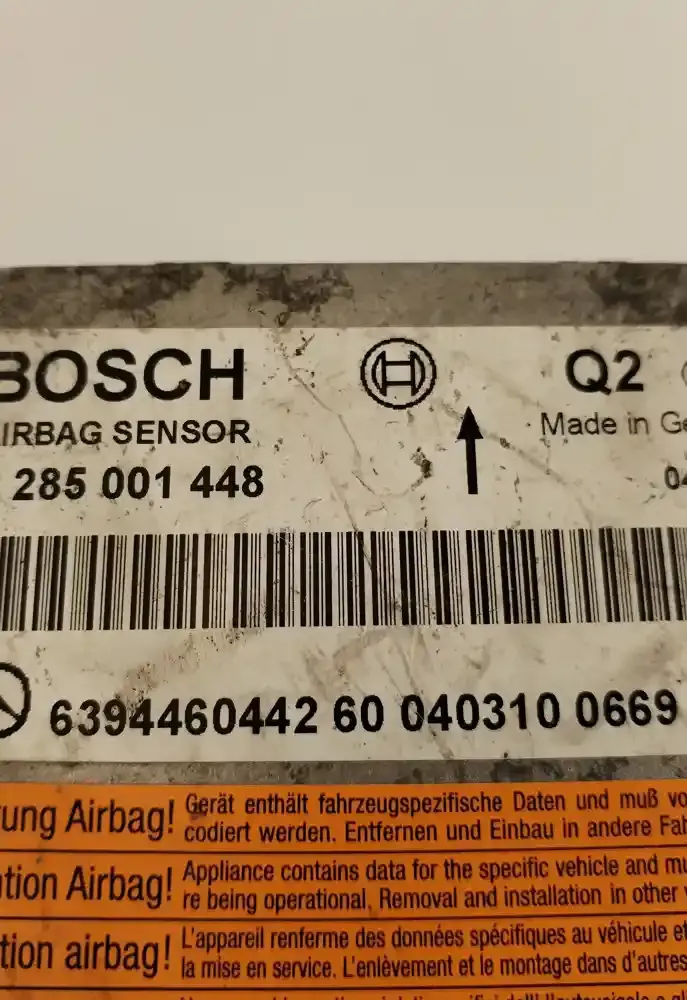 BOSCH
Q2
IRBAG SENSOR
Made in Ge
285 001 448
04
6394460442 60 040310 0669
ung Airbag!
Gerät enthält fahrzeugspezifische Daten und muß vo
codiert werden. Entfernen und Einbau in andere Fah
tion Airbag!
Appliance contains data for the specific vehicle and mu
re being operational. Removal and installation in other
tion airbag!
L'appareil renferme des données spécifiques au véhicule et
la mise en service. L'enlèvement et le montage dans d'autres